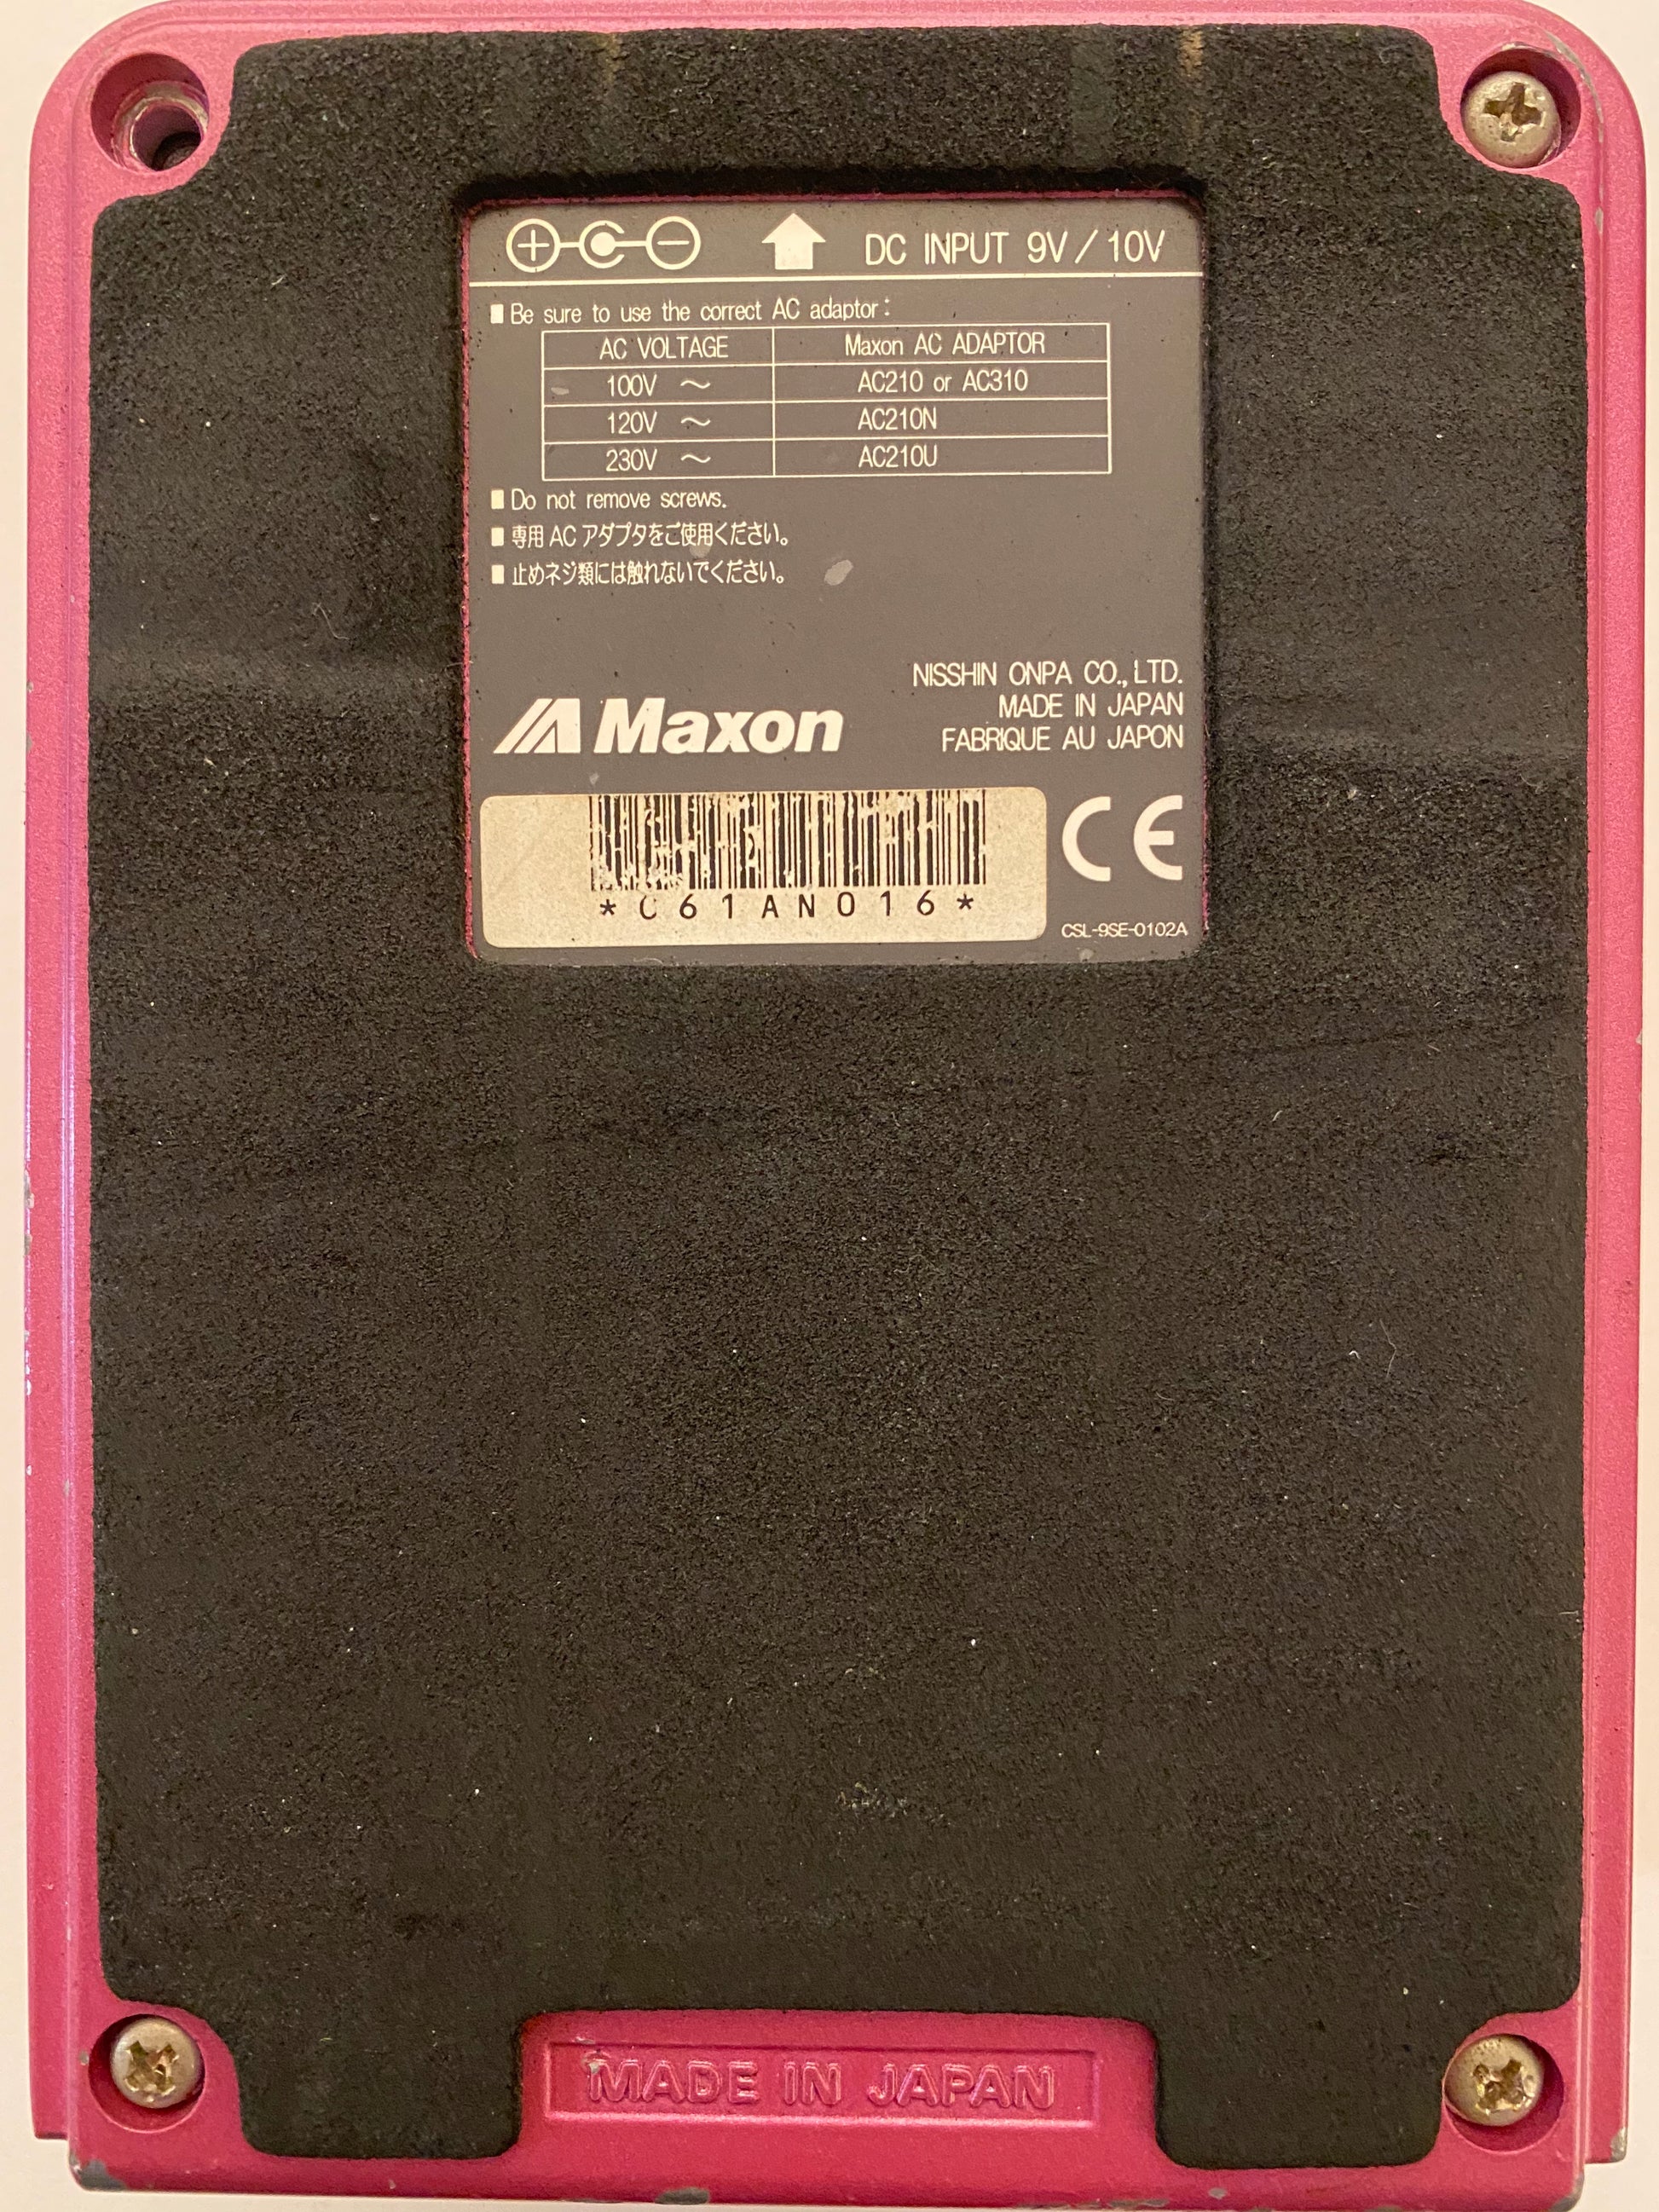 DC INPUT 9V / 10V
■ Be sure to use the correct AC adaptor:
AC VOLTAGE Maxon AC ADAPTOR
100V ~ AC210 or AC310
120V ~ AC210N
230V ~ AC210U
■ Do not remove screws.
■ 専用 AC アダプタをご使用ください。
■ 止めネジ類には触れないでください。
NISSHIN ONPA CO., LTD.
MADE IN JAPAN
FABRIQUE AU JAPON
Maxon
*C61AN016*
CE
CSL-9SE-0102A
MADE IN JAPAN